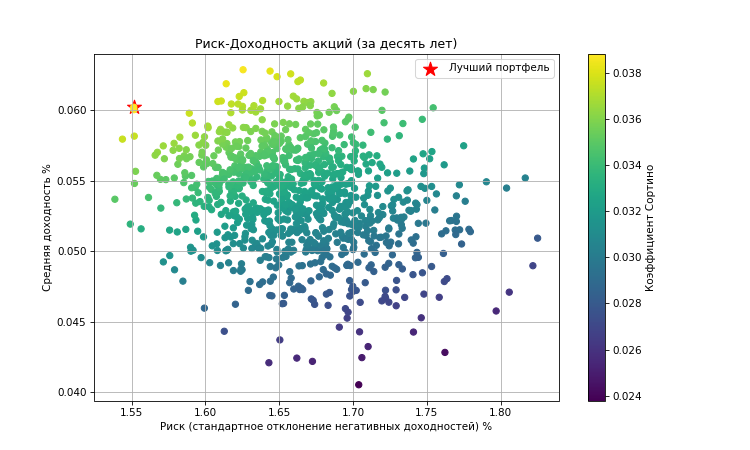 Риск-Доходность акций (за десять лет)
Лучший портфель
Средняя доходность %
0.060
0.055
0.050
0.045
0.040
1.55 1.60 1.65 1.70 1.75 1.80
Риск (стандартное отклонение негативных доходностей) %
0.038
0.036
0.034
0.032
0.030
0.028
0.026
0.024
Коэффициент Сортино